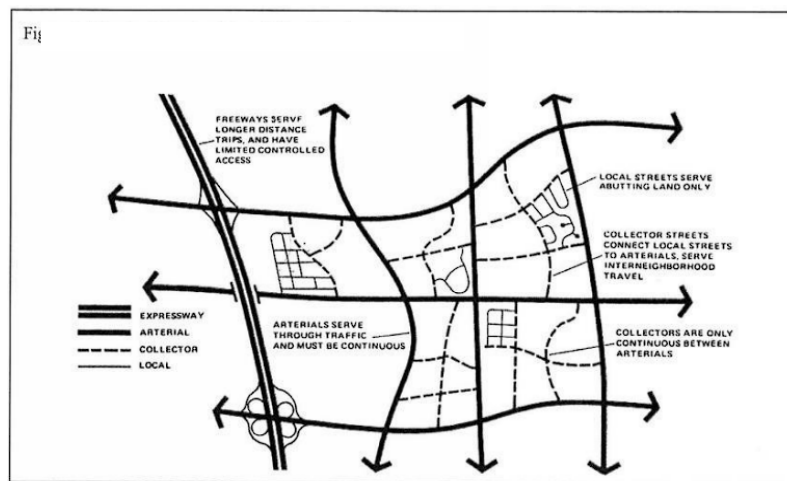 Fig
FREEWAYS SERVE
LONGER DISTANCE
TRIPS, AND HAVE
LIMITED CONTROLLED
ACCESS
LOCAL STREETS SERVE
ABUTTING LAND ONLY
COLLECTOR STREETS
CONNECT LOCAL STREETS
TO ARTERIALS, SERVE
INTERNEIGHBORHOOD
TRAVEL
EXPRESSWAY
ARTERIAL
COLLECTOR
LOCAL
ARTERIALS SERVE
THROUGH TRAFFIC
AND MUST BE CONTINUOUS
COLLECTORS ARE ONLY
CONTINUOUS BETWEEN
ARTERIALS